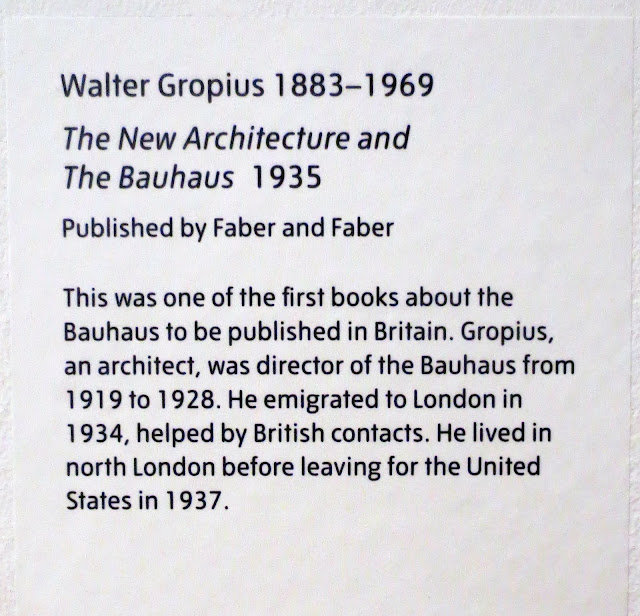 Walter Gropius 1883–1969
The New Architecture and
The Bauhaus 1935
Published by Faber and Faber
This was one of the first books about the
Bauhaus to be published in Britain. Gropius,
an architect, was director of the Bauhaus from
1919 to 1928. He emigrated to London in
1934, helped by British contacts. He lived in
north London before leaving for the United
States in 1937.